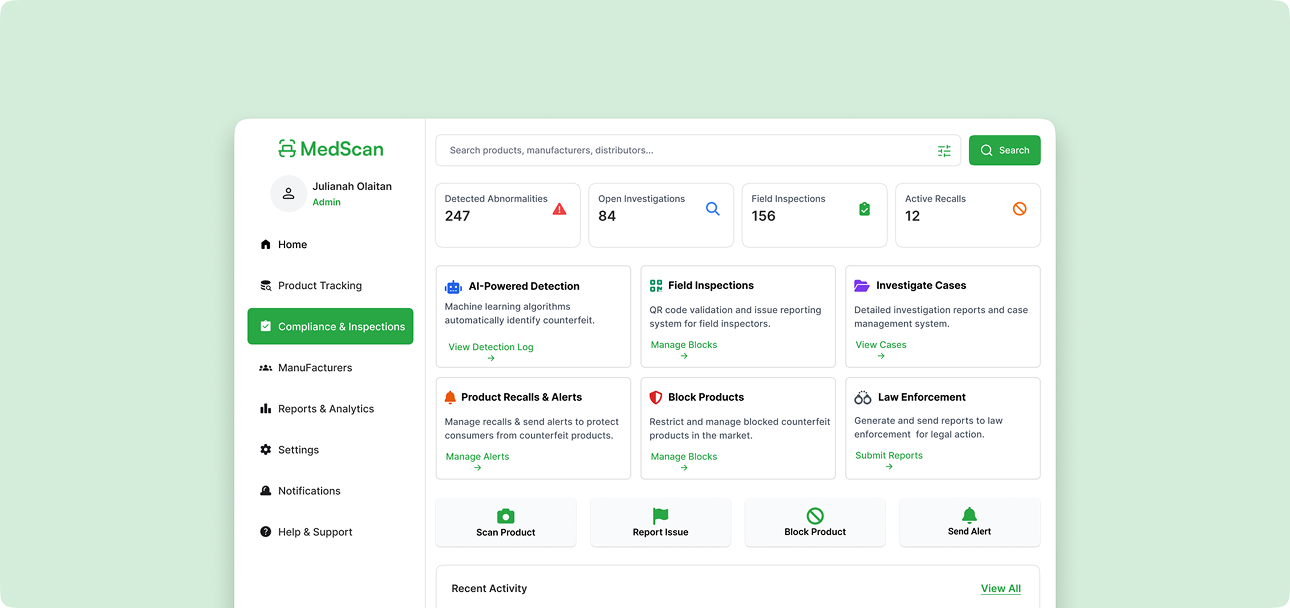 MedScan
Julianah Olaitan
Admin
Home
Product Tracking
Compliance & Inspections
ManuFacturers
Reports & Analytics
Settings
Notifications
Help & Support
Search products, manufacturers, distributors...
Search
Detected Abnormalities
247
Open Investigations
84
Field Inspections
156
Active Recalls
12
AI-Powered Detection
Machine learning algorithms
automatically identify counterfeit.
View Detection Log
→
Field Inspections
QR code validation and issue reporting
system for field inspectors.
Manage Blocks
→
Investigate Cases
Detailed investigation reports and case
management system.
View Cases
→
Product Recalls & Alerts
Manage recalls & send alerts to protect
consumers from counterfeit products.
Manage Alerts
→
Block Products
Restrict and manage blocked counterfeit
products in the market.
Manage Blocks
→
Law Enforcement
Generate and send reports to law
enforcement  for legal action.
Submit Reports
→
Scan Product
Report Issue
Block Product
Send Alert
Recent Activity
View All